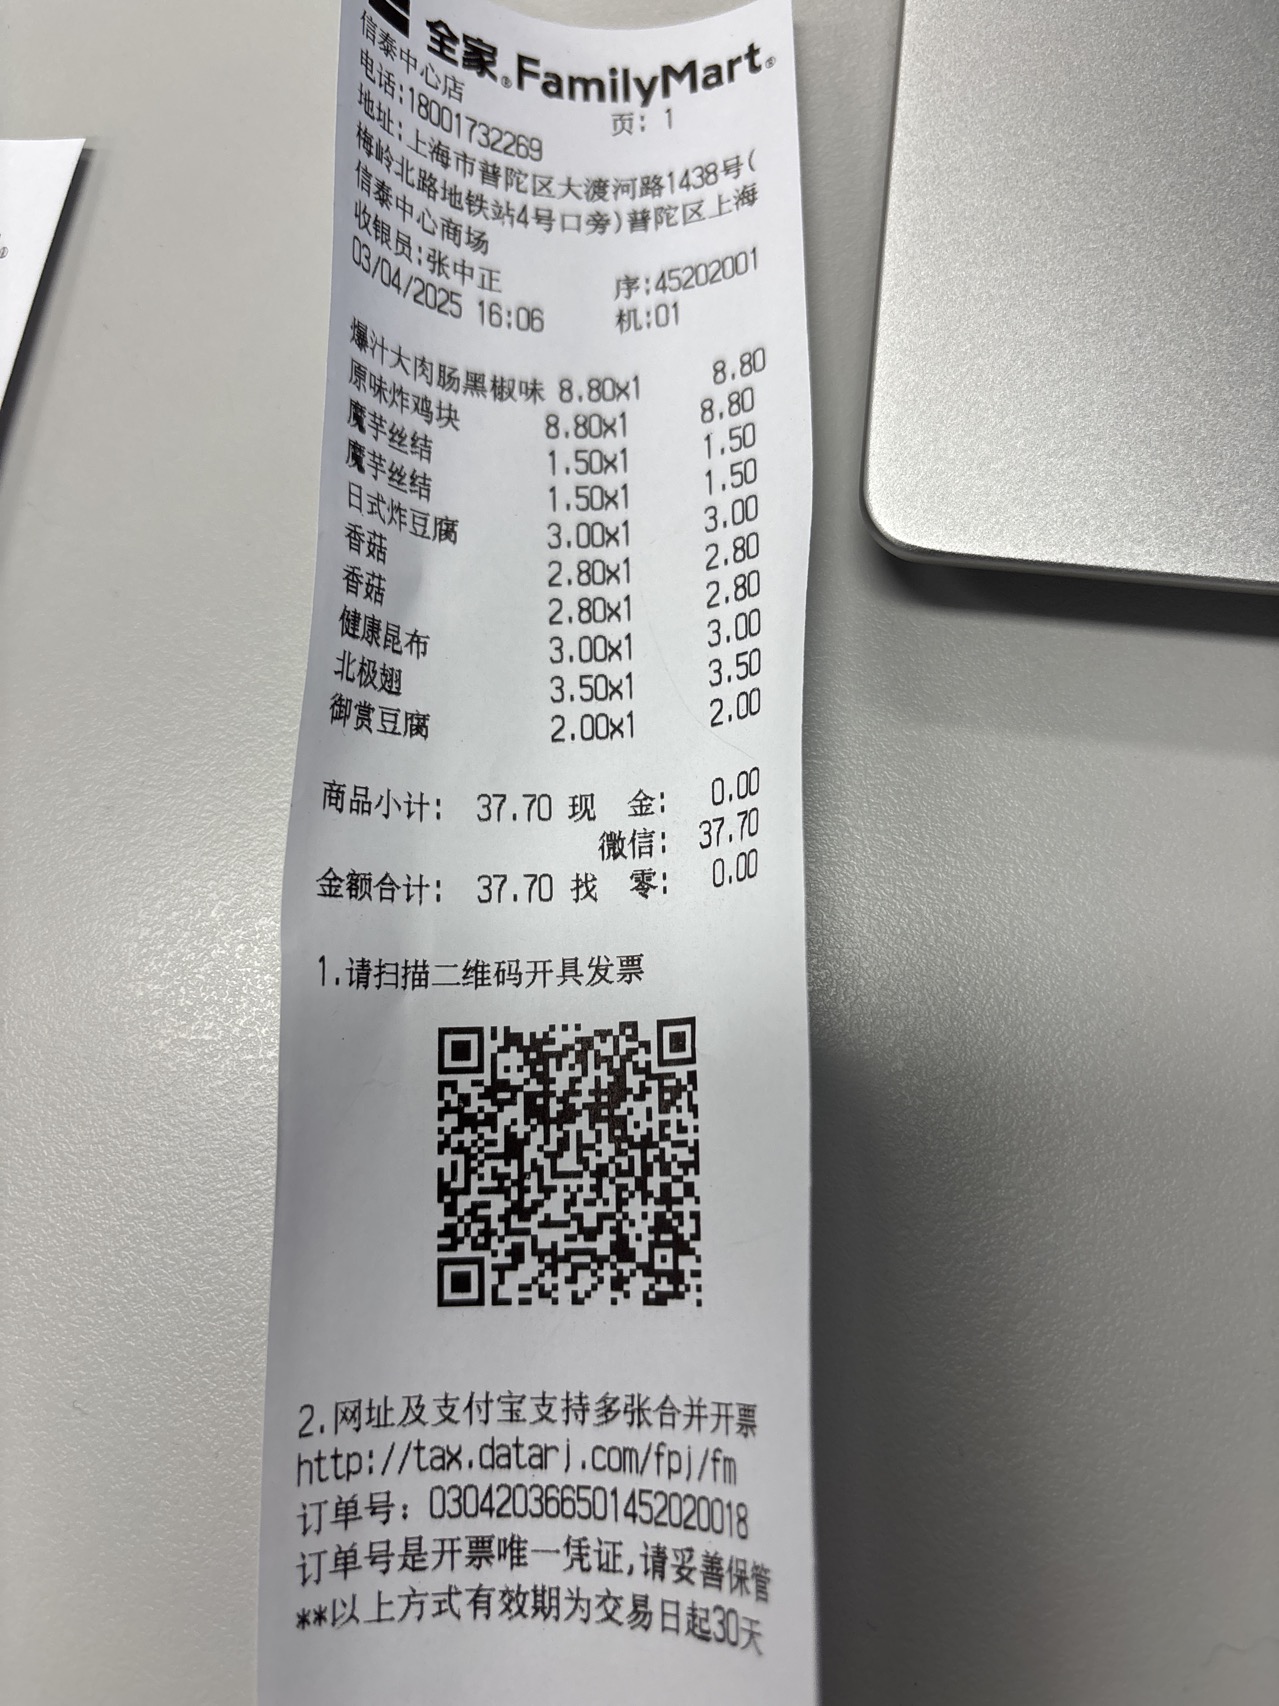 全家®FamilyMart®
信泰中心店
电话:18001732269 页: 1
地址:上海市普陀区大渡河路1438号(
梅岭北路地铁站4号口旁)普陀区上海
信泰中心商场
收银员:张中正 序:45202001
03/04/2025 16:06 机:01
爆汁大肉肠黑椒味 8.80x1 8.80
原味炸鸡块 8.80x1 8.80
魔芋丝结 1.50x1 1.50
魔芋丝结 1.50x1 1.50
日式炸豆腐 3.00x1 3.00
香菇 2.80x1 2.80
香菇 2.80x1 2.80
健康昆布 3.00x1 3.00
北极翅 3.50x1 3.50
御赏豆腐 2.00x1 2.00
商品小计: 37.70 现 金: 0.00
微信: 37.70
金额合计: 37.70 找 零: 0.00
1.请扫描二维码开具发票
2.网址及支付宝支持多张合并开票
http://tax.datarj.com/fpj/fm
订单号: 030420366501452020018
订单号是开票唯一凭证,请妥善保管
**以上方式有效期为交易日起30天